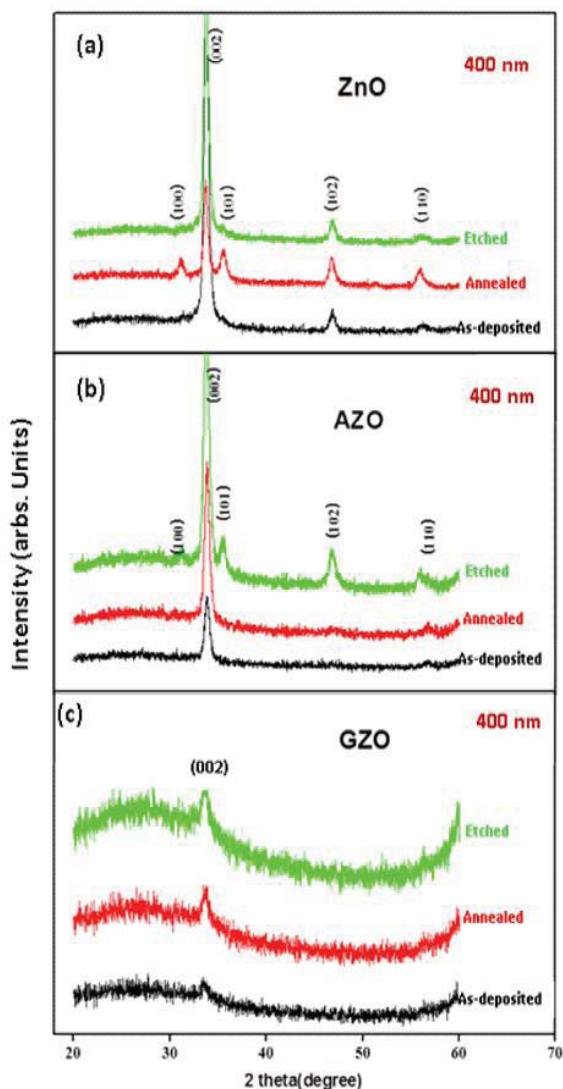 (a)
(002)
400 nm
ZnO
(100)
(101)
(102)
(110)
Etched
Annealed
As-deposited
(b)
(002)
400 nm
AZO
(100)
(101)
(102)
(110)
Etched
Annealed
As-deposited
(c)
400 nm
GZO
(002)
Etched
Annealed
As-deposited
Intensity (arbs. Units)
20 30 40 50 60 70
2 theta(degree)